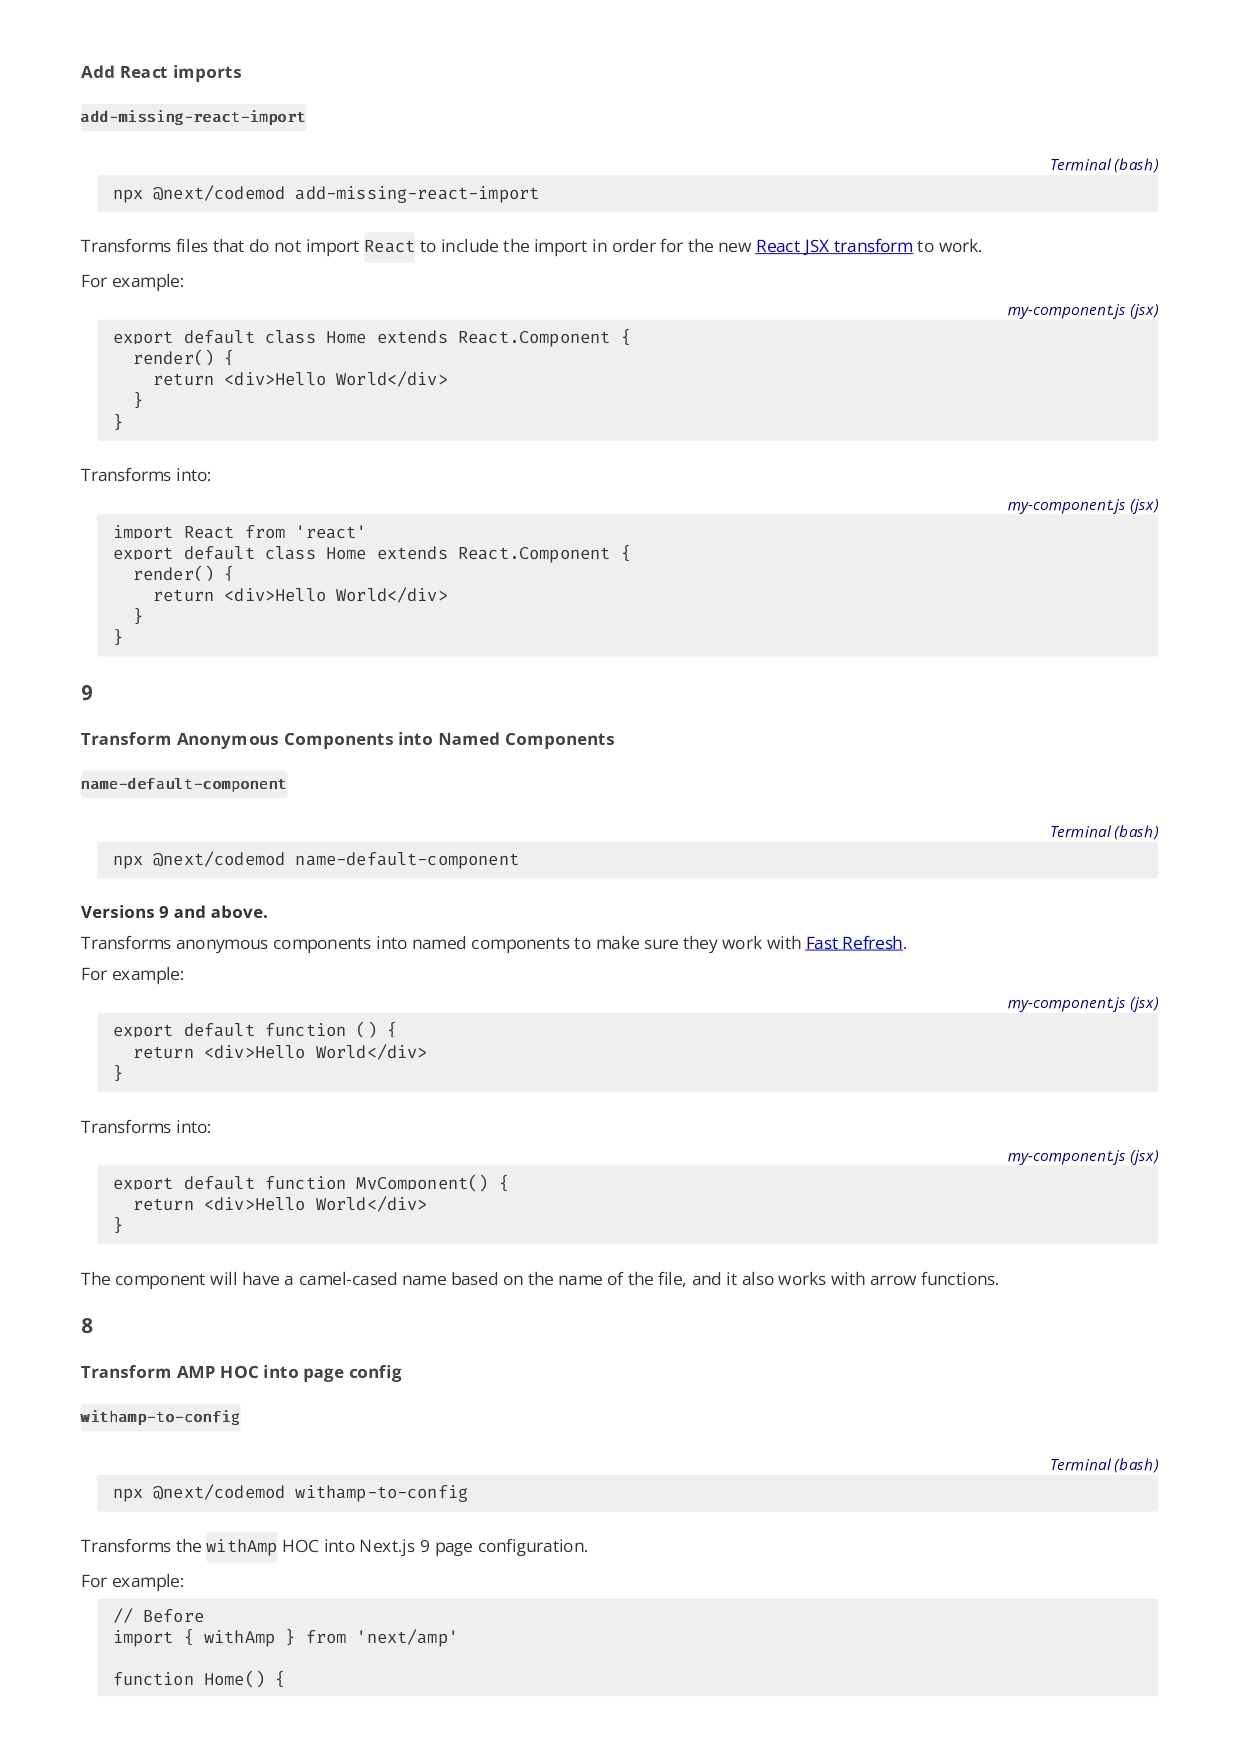 Add React imports
add-missing-react-import
Terminal (bash)
npx @next/codemod add-missing-react-import
Transforms files that do not import React to include the import in order for the new React JSX transform to work.
For example:
my-component.js (jsx)
export default class Home extends React.Component {
  render() {
    return <div>Hello World</div>
  }
}
Transforms into:
my-component.js (jsx)
import React from 'react'
export default class Home extends React.Component {
  render() {
    return <div>Hello World</div>
  }
}
9
Transform Anonymous Components into Named Components
name-default-component
Terminal (bash)
npx @next/codemod name-default-component
Versions 9 and above.
Transforms anonymous components into named components to make sure they work with Fast Refresh.
For example:
my-component.js (jsx)
export default function () {
  return <div>Hello World</div>
}
Transforms into:
my-component.js (jsx)
export default function MyComponent() {
  return <div>Hello World</div>
}
The component will have a camel-cased name based on the name of the file, and it also works with arrow functions.
8
Transform AMP HOC into page config
withamp-to-config
Terminal (bash)
npx @next/codemod withamp-to-config
Transforms the withAmp HOC into Next.js 9 page configuration.
For example:
// Before
import { withAmp } from 'next/amp'

function Home() {